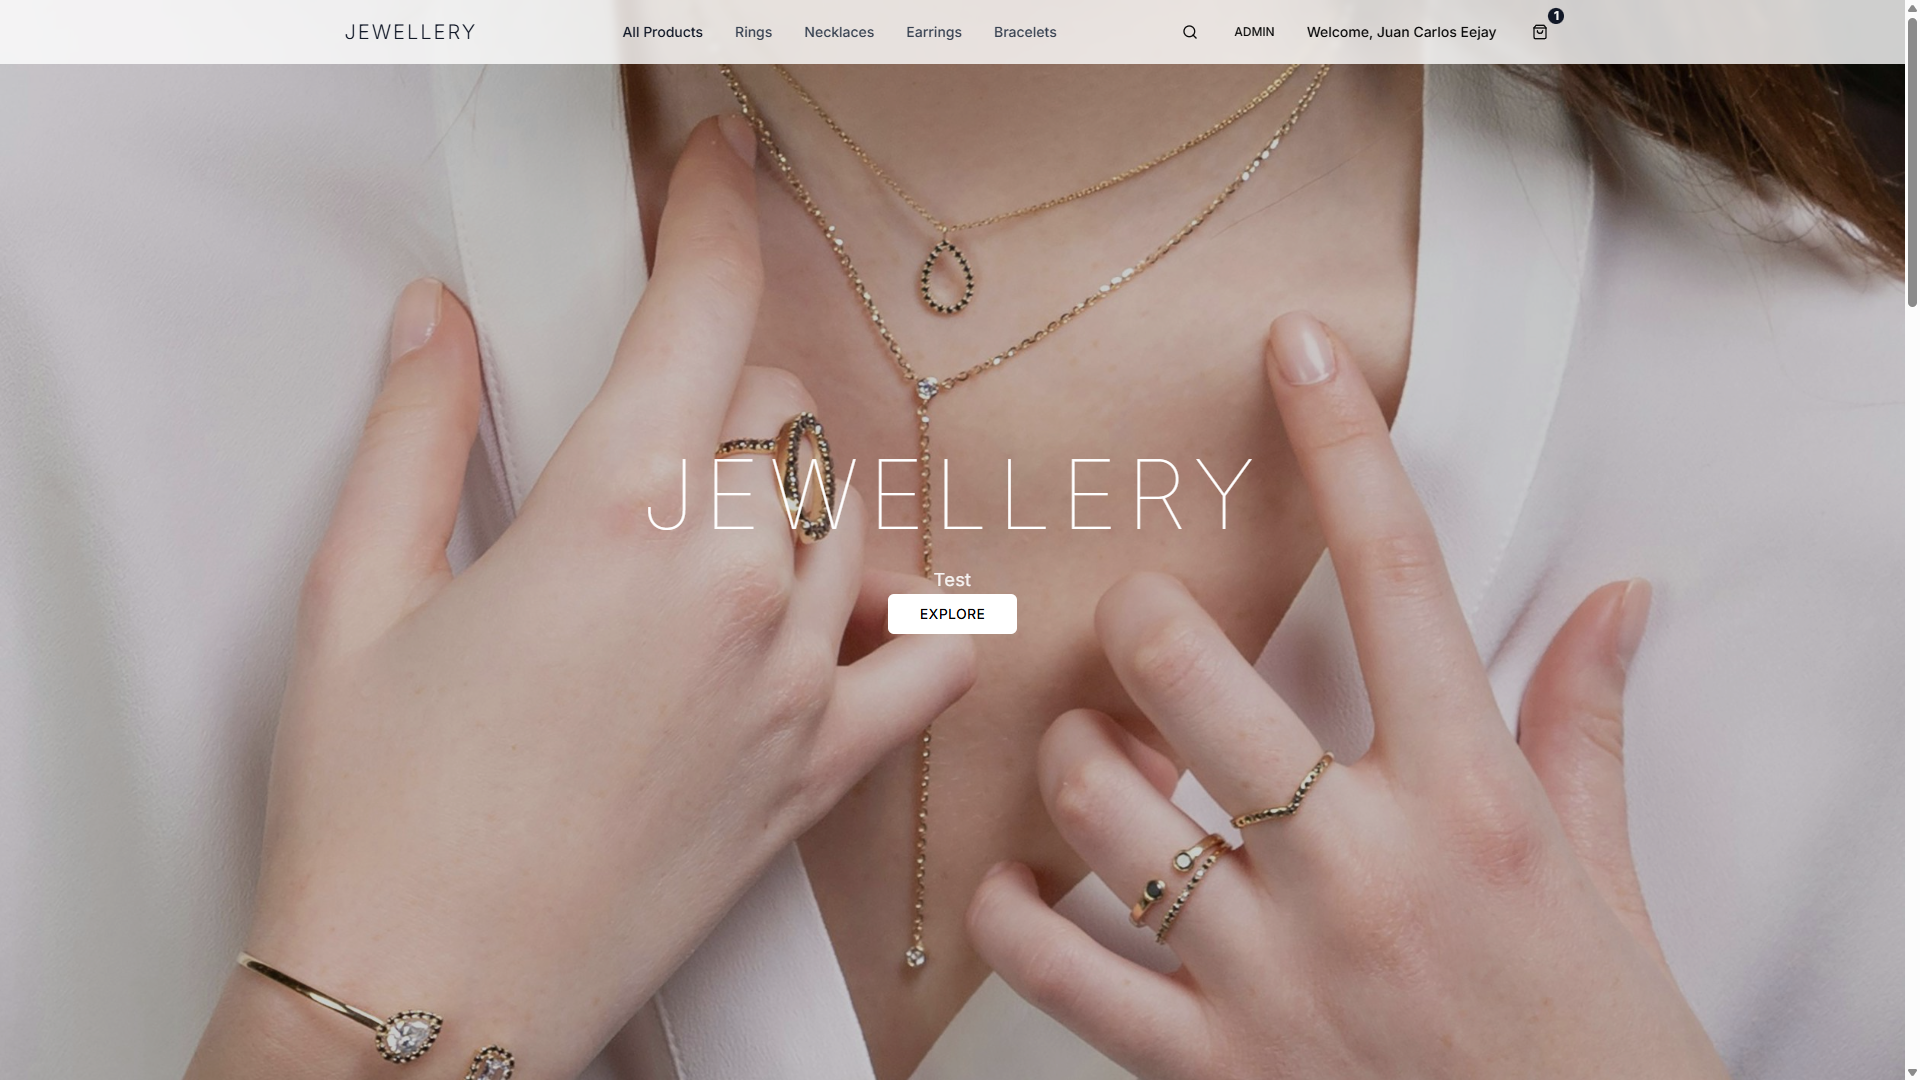 JEWELLERY All Products Rings Necklaces Earrings Bracelets ADMIN Welcome, Juan Carlos Eejay 1
JEWELLERY
Test
EXPLORE